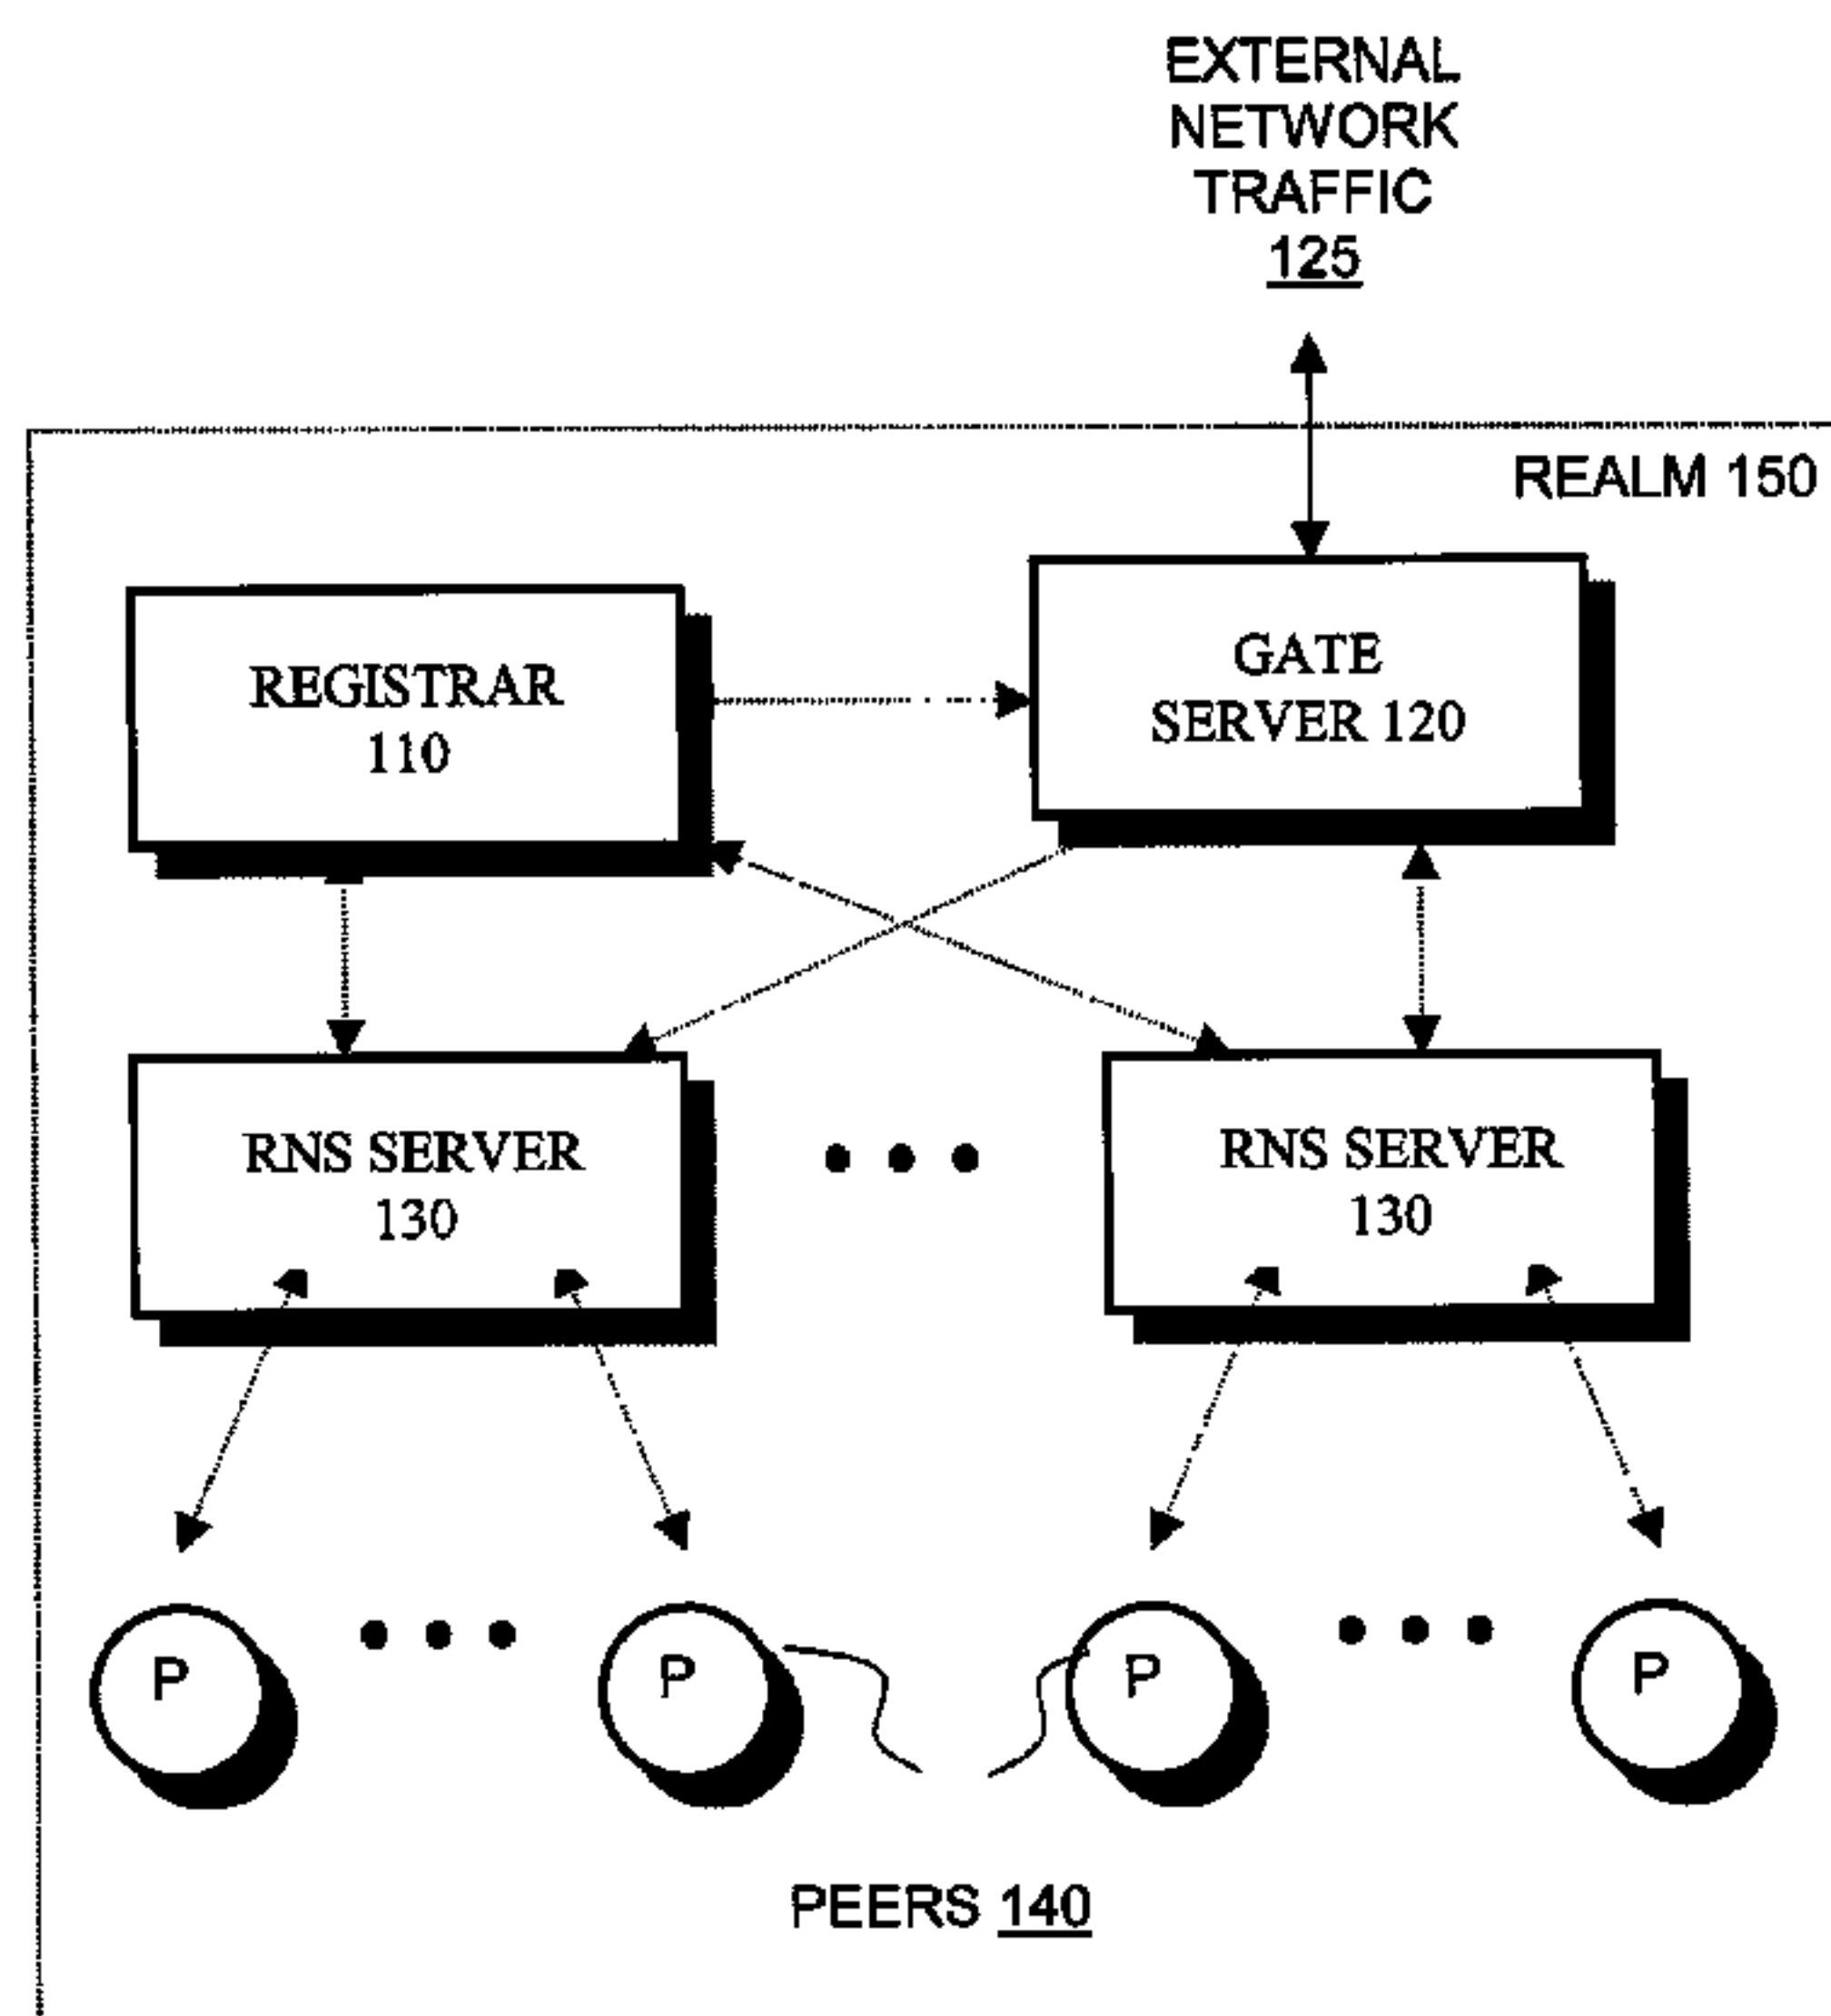 EXTERNAL
NETWORK
TRAFFIC
125
REALM 150
REGISTRAR
110
GATE
SERVER 120
RNS SERVER
130
RNS SERVER
130
P
P
P
P
PEERS 140